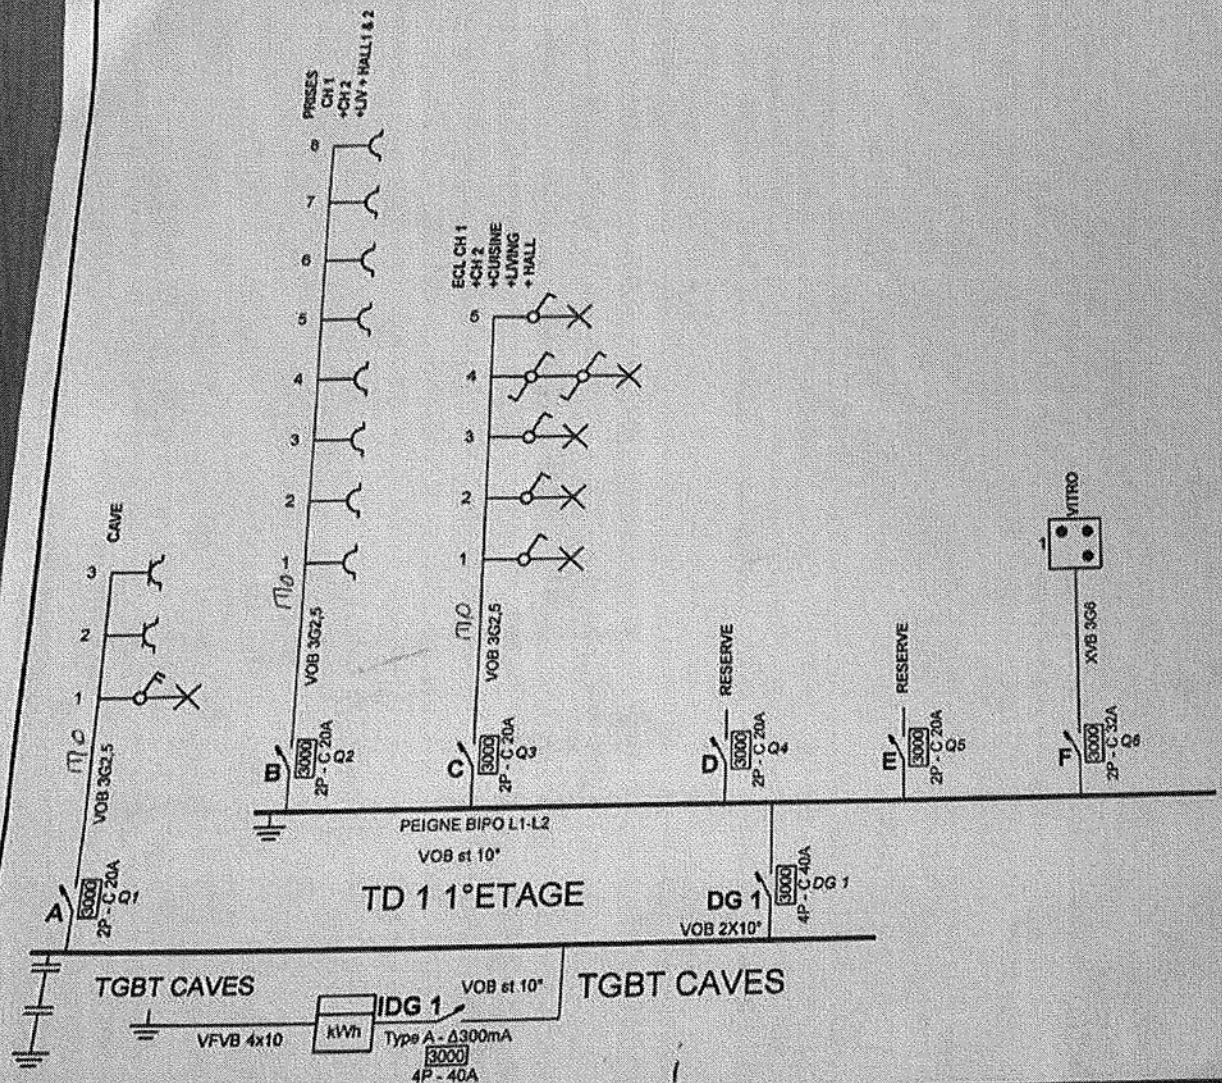 PRISES
CH 1
+CH 2
+LIV + HALL1 & 2
8
7
6
5
4
3
2
1
VOB 3G2,5
B
3000
2P - C 20A
Q2
ECL CH 1
+CH 2
+CUISINE
+LIVING
+ HALL
5
4
3
2
1
VOB 3G2,5
C
3000
2P - C 20A
Q3
CAVE
3
2
1
VOB 3G2,5
A
3000
2P - C 20A
Q1
RESERVE
D
3000
2P - C 20A
Q4
RESERVE
E
3000
2P - C 20A
Q5
VITRO
1
XVB 3G6
F
3000
2P - C 32A
Q6
PEIGNE BIPO L1-L2
VOB st 10°
TD 1 1°ETAGE
DG 1
3000
4P - C 40A
DG 1
VOB 2X10°
TGBT CAVES
VOB st 10°
TGBT CAVES
IDG 1
VFVB 4x10
kWh
Type A - Δ300mA
3000
4P - 40A